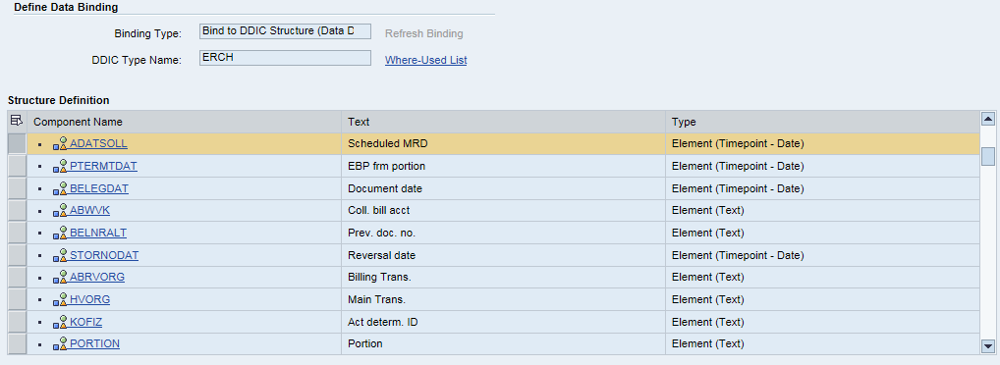 Define Data Binding
Binding Type: Bind to DDIC Structure (Data D Refresh Binding
DDIC Type Name: ERCH Where-Used List
Structure Definition
Component Name Text Type
ADATSOLL Scheduled MRD Element (Timepoint - Date)
PTERMTDAT EBP frm portion Element (Timepoint - Date)
BELEGDAT Document date Element (Timepoint - Date)
ABWVK Coll. bill acct Element (Text)
BELNRALT Prev. doc. no. Element (Text)
STORNODAT Reversal date Element (Timepoint - Date)
ABRVORG Billing Trans. Element (Text)
HVORG Main Trans. Element (Text)
KOFIZ Act determ. ID Element (Text)
PORTION Portion Element (Text)